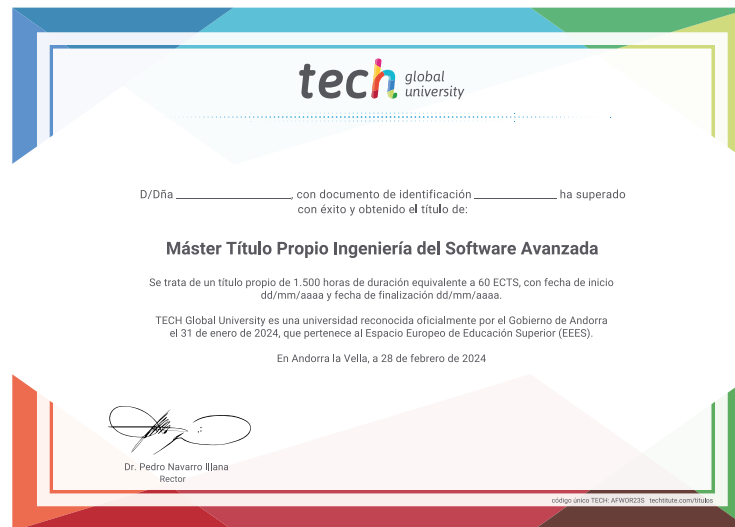 tech global
university
D/Dña ____________________, con documento de identificación ______________ ha superado
con éxito y obtenido el título de:
Máster Título Propio Ingeniería del Software Avanzada
Se trata de un título propio de 1.500 horas de duración equivalente a 60 ECTS, con fecha de inicio
dd/mm/aaaa y fecha de finalización dd/mm/aaaa.
TECH Global University es una universidad reconocida oficialmente por el Gobierno de Andorra
el 31 de enero de 2024, que pertenece al Espacio Europeo de Educación Superior (EEES).
En Andorra la Vella, a 28 de febrero de 2024
Dr. Pedro Navarro Illana
Rector
código único TECH: AFWOR23S techtitute.com/titulos